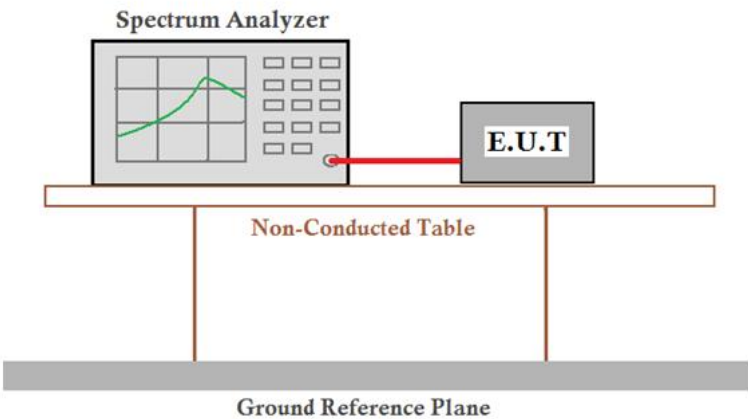 Spectrum Analyzer
E.U.T
Non-Conducted Table
Ground Reference Plane